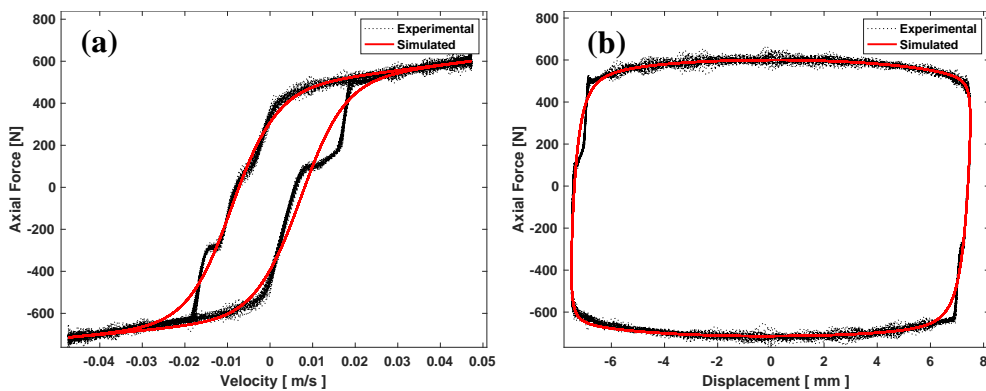 (a)
Experimental
Simulated
Axial Force [N]
800
600
400
200
0
-200
-400
-600
-0.04 -0.03 -0.02 -0.01 0 0.01 0.02 0.03 0.04 0.05
Velocity [ m/s ]
(b)
Experimental
Simulated
Axial Force [N]
800
600
400
200
0
-200
-400
-600
-6 -4 -2 0 2 4 6 8
Displacement [ mm ]